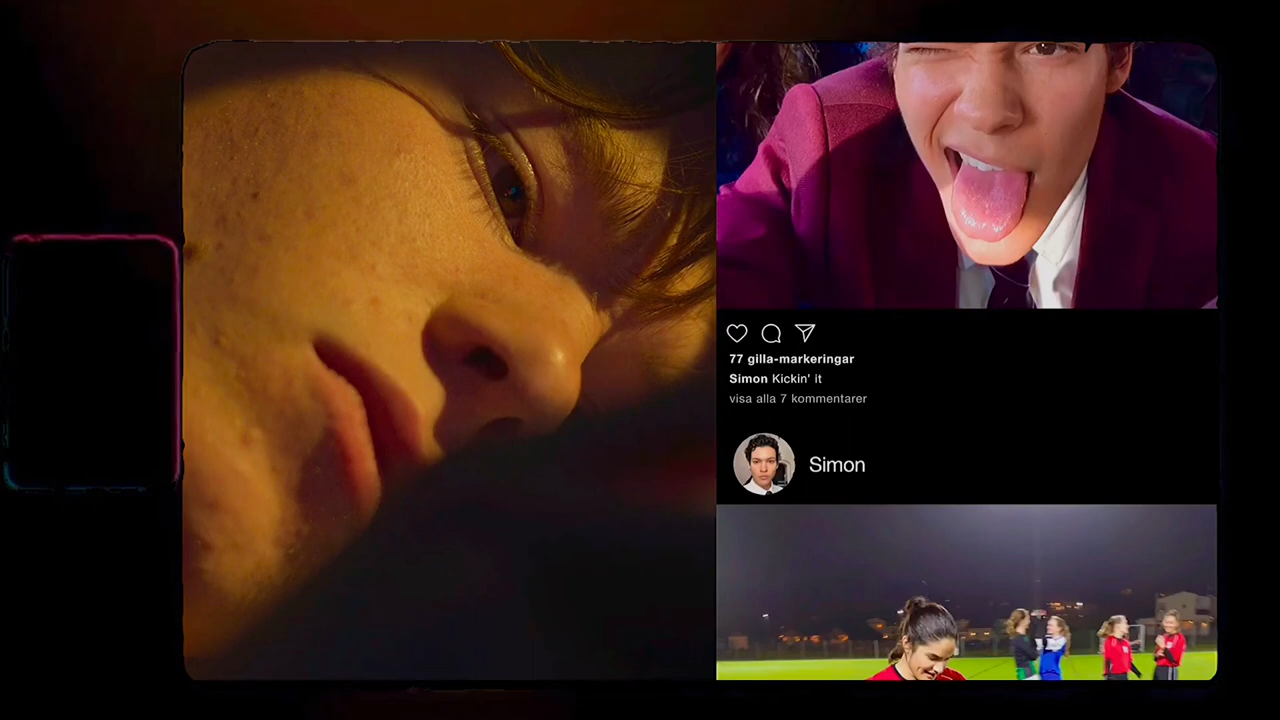 77 gilla-markeringar
Simon Kickin' it
visa alla 7 kommentarer
Simon